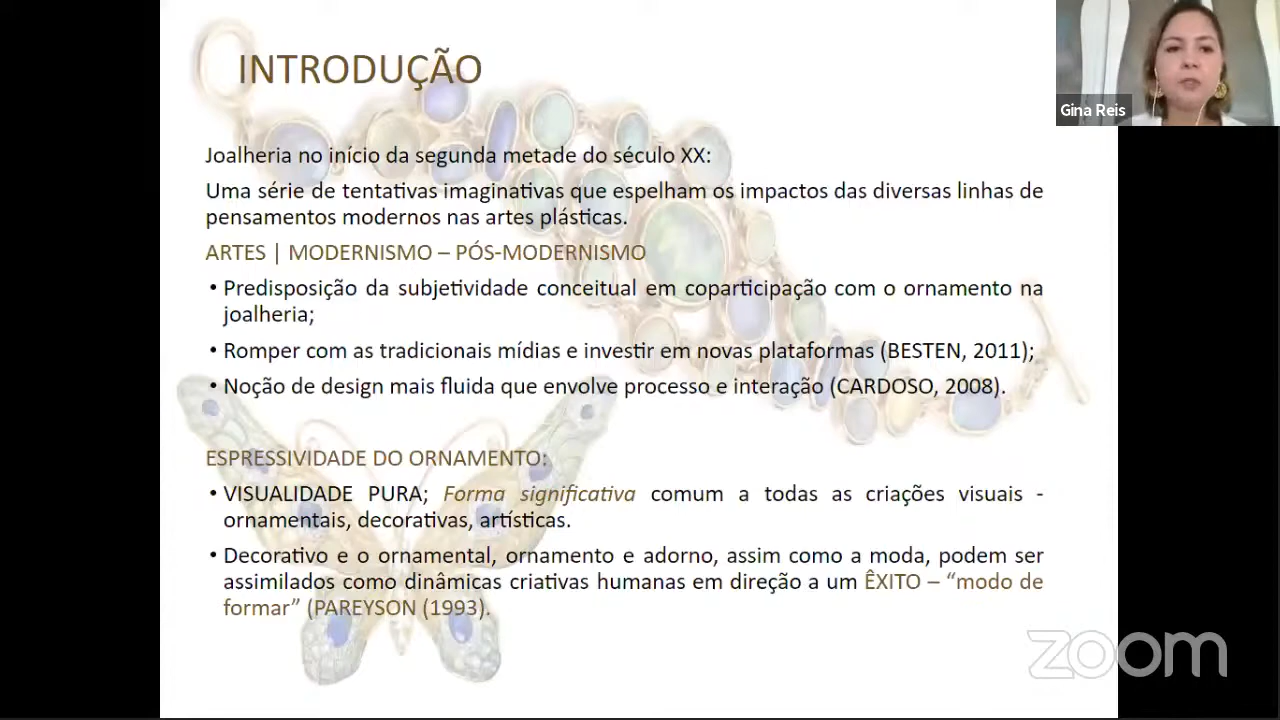 INTRODUÇÃO
Gina Reis
Joalheria no início da segunda metade do século XX:
Uma série de tentativas imaginativas que espelham os impactos das diversas linhas de
pensamentos modernos nas artes plásticas.
ARTES | MODERNISMO – PÓS-MODERNISMO
• Predisposição da subjetividade conceitual em coparticipação com o ornamento na
joalheria;
• Romper com as tradicionais mídias e investir em novas plataformas (BESTEN, 2011);
• Noção de design mais fluida que envolve processo e interação (CARDOSO, 2008).
ESPRESSIVIDADE DO ORNAMENTO:
• VISUALIDADE PURA; Forma significativa comum a todas as criações visuais -
ornamentais, decorativas, artísticas.
• Decorativo e o ornamental, ornamento e adorno, assim como a moda, podem ser
assimilados como dinâmicas criativas humanas em direção a um ÊXITO – “modo de
formar” (PAREYSON (1993).
zoom